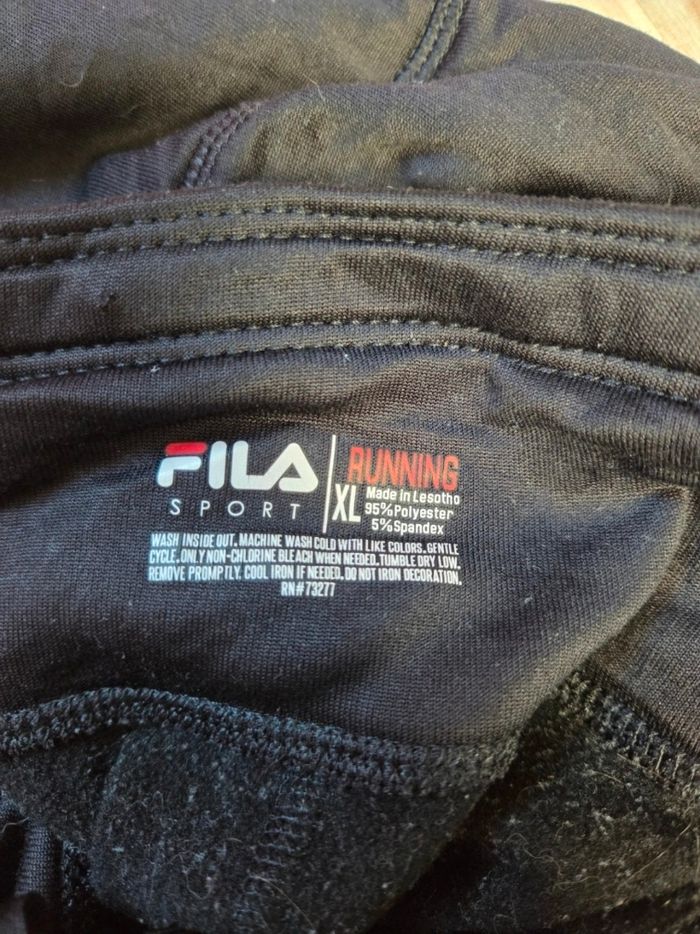 FILA
SPORT
RUNNING
XL
Made in Lesotho
95%Polyester
5%Spandex
WASH INSIDE OUT. MACHINE WASH COLD WITH LIKE COLORS. GENTLE
CYCLE. ONLY NON-CHLORINE BLEACH WHEN NEEDED. TUMBLE DRY LOW.
REMOVE PROMPTLY. COOL IRON IF NEEDED. DO NOT IRON DECORATION.
RN#73277